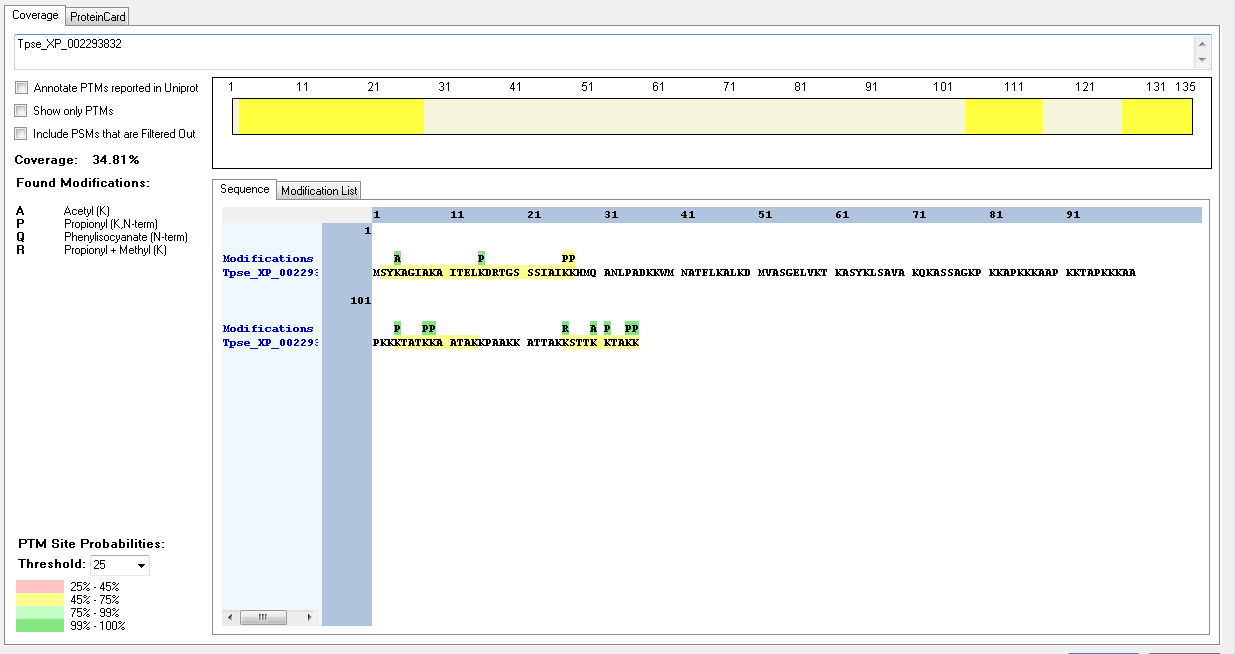 Coverage ProteinCard
Tpse_XP_002293832
Annotate PTMs reported in Uniprot
Show only PTMs
Include PSMs that are Filtered Out
Coverage: 34.81%
Found Modifications:
A Acetyl (K)
P Propionyl (K,N-term)
Q Phenylisocyanate (N-term)
R Propionyl + Methyl (K)
1 11 21 31 41 51 61 71 81 91 101 111 121 131 135
Sequence Modification List
1 11 21 31 41 51 61 71 81 91
1
Modifications A P PP
Tpse_XP_002293 MSYKAGIAKA ITELKDRTGS SSIAIKKHMQ ANLPADKKWM NATFLKALKD MVASGELVKT KASYKLSAVA KQKASSAGKP KKAPKKKAAP KKTAPKKKAA
101
Modifications P PP R A P PP
Tpse_XP_002293 PKKKTATKKA ATAKKPAAKK ATTAKKSTTK KTAKK
PTM Site Probabilities:
Threshold: 25
25% - 45%
45% - 75%
75% - 99%
99% - 100%